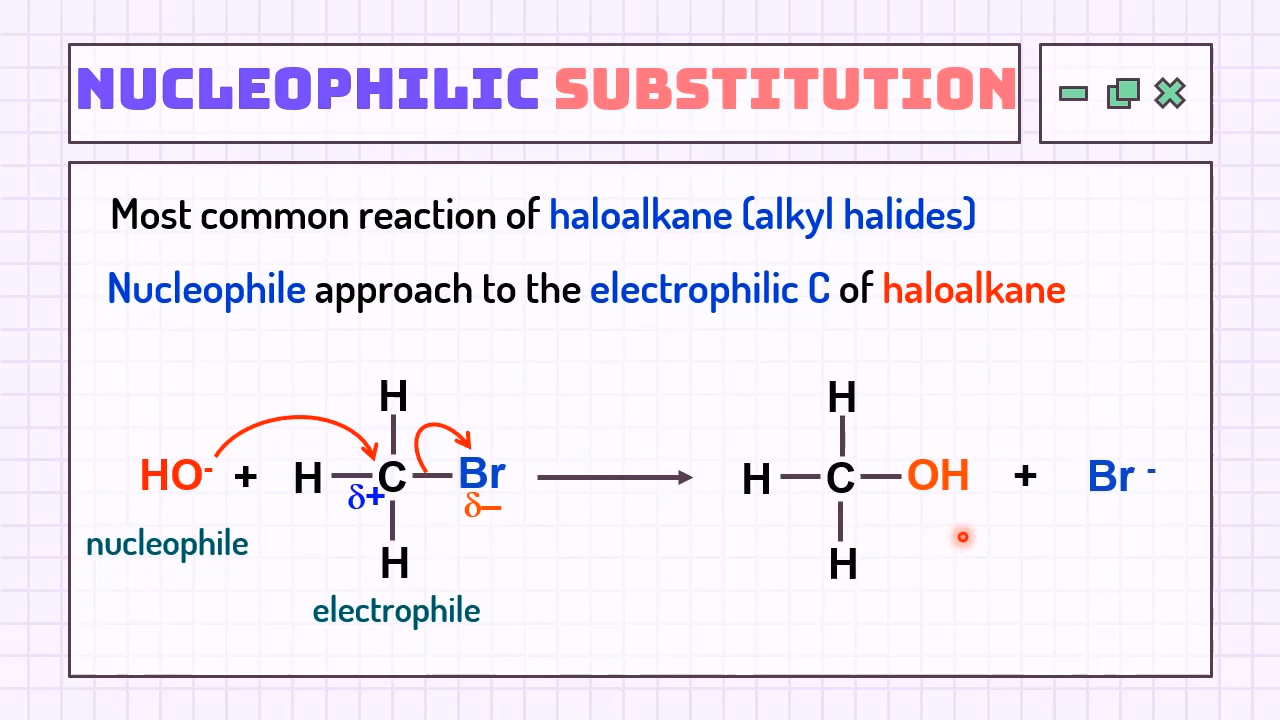 NUCLEOPHILIC SUBSTITUTION
Most common reaction of haloalkane (alkyl halides)
Nucleophile approach to the electrophilic C of haloalkane
H H
HO- + H C Br H C OH + Br -
δ+ δ–
nucleophile
H H
electrophile